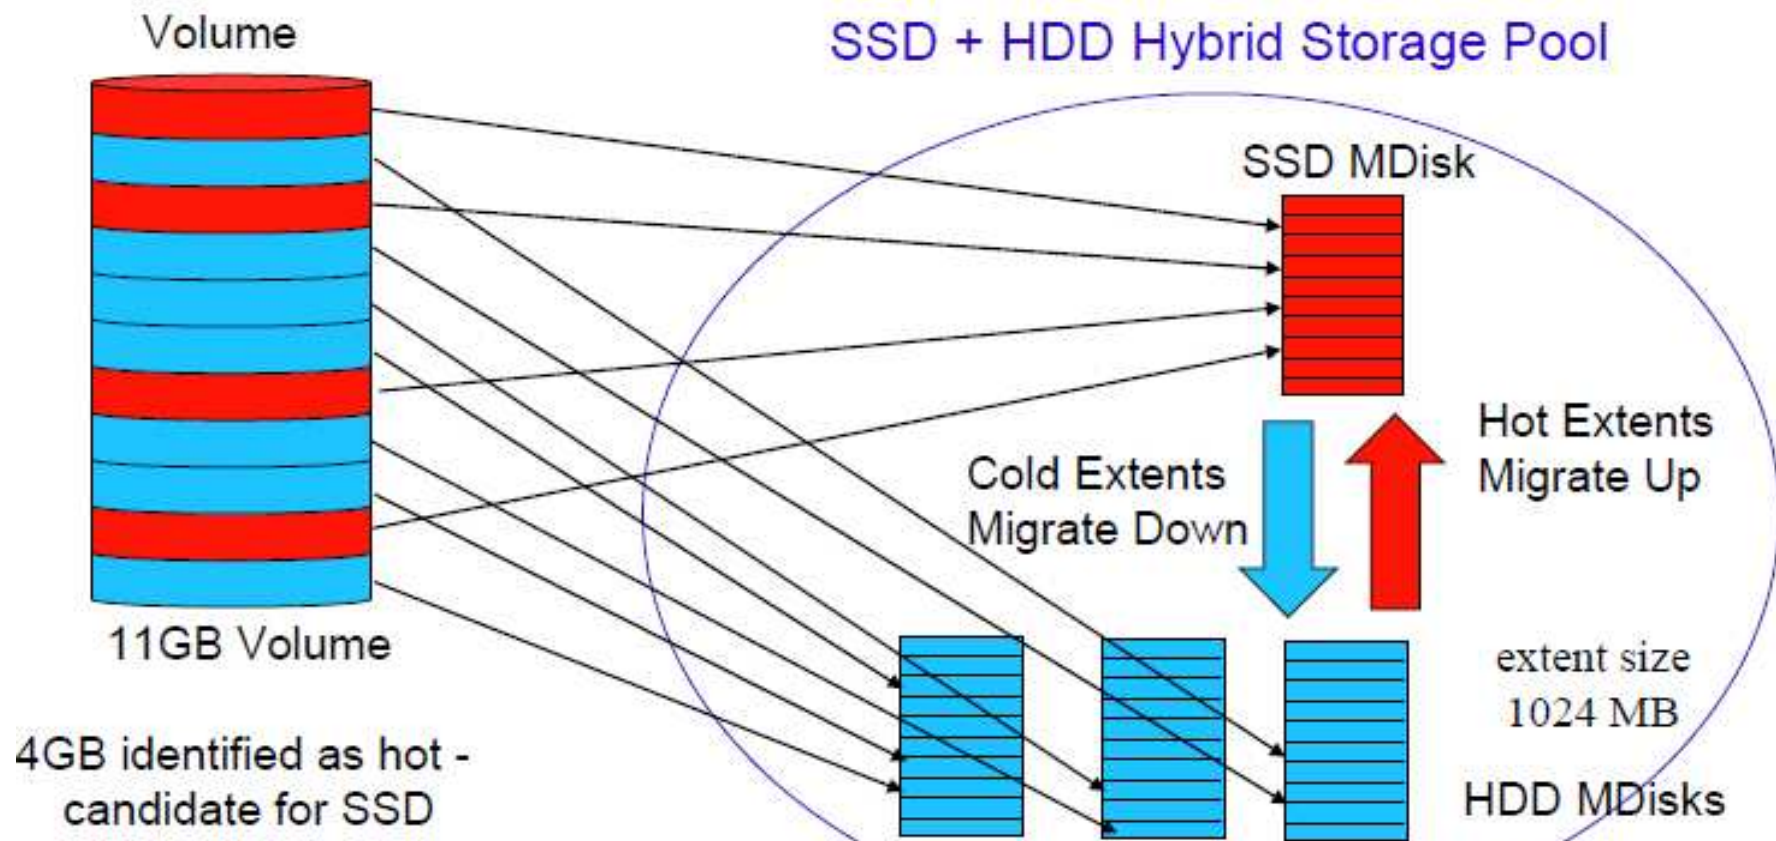 Volume
SSD + HDD Hybrid Storage Pool
SSD MDisk
Hot Extents
Migrate Up
Cold Extents
Migrate Down
11GB Volume
extent size
1024 MB
4GB identified as hot -
candidate for SSD
HDD MDisks